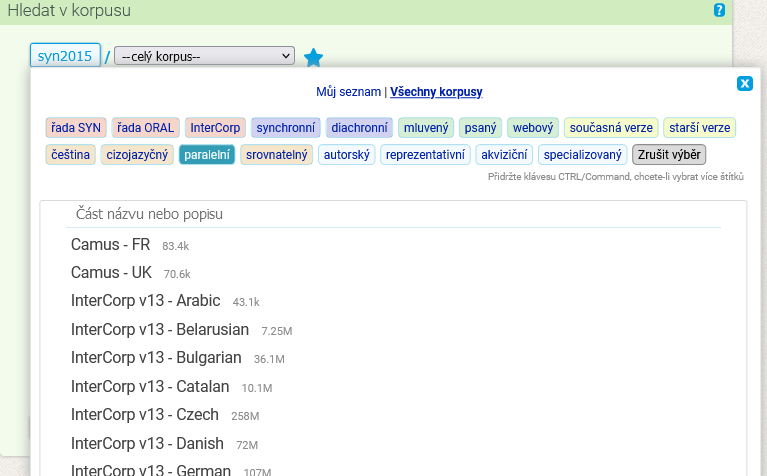 Hledat v korpusu ?
syn2015 / --celý korpus--
Můj seznam | Všechny korpusy x
řada SYN řada ORAL InterCorp synchronní diachronní mluvený psaný webový současná verze starší verze
čeština cizojazyčný paralelní srovnatelný autorský reprezentativní akviziční specializovaný Zrušit výběr
Přidržte klávesu CTRL/Command, chcete-li vybrat více štítků
Část názvu nebo popisu
Camus - FR 83.4k
Camus - UK 70.6k
InterCorp v13 - Arabic 43.1k
InterCorp v13 - Belarusian 7.25M
InterCorp v13 - Bulgarian 36.1M
InterCorp v13 - Catalan 10.1M
InterCorp v13 - Czech 258M
InterCorp v13 - Danish 72M
InterCorp v13 - German 107M